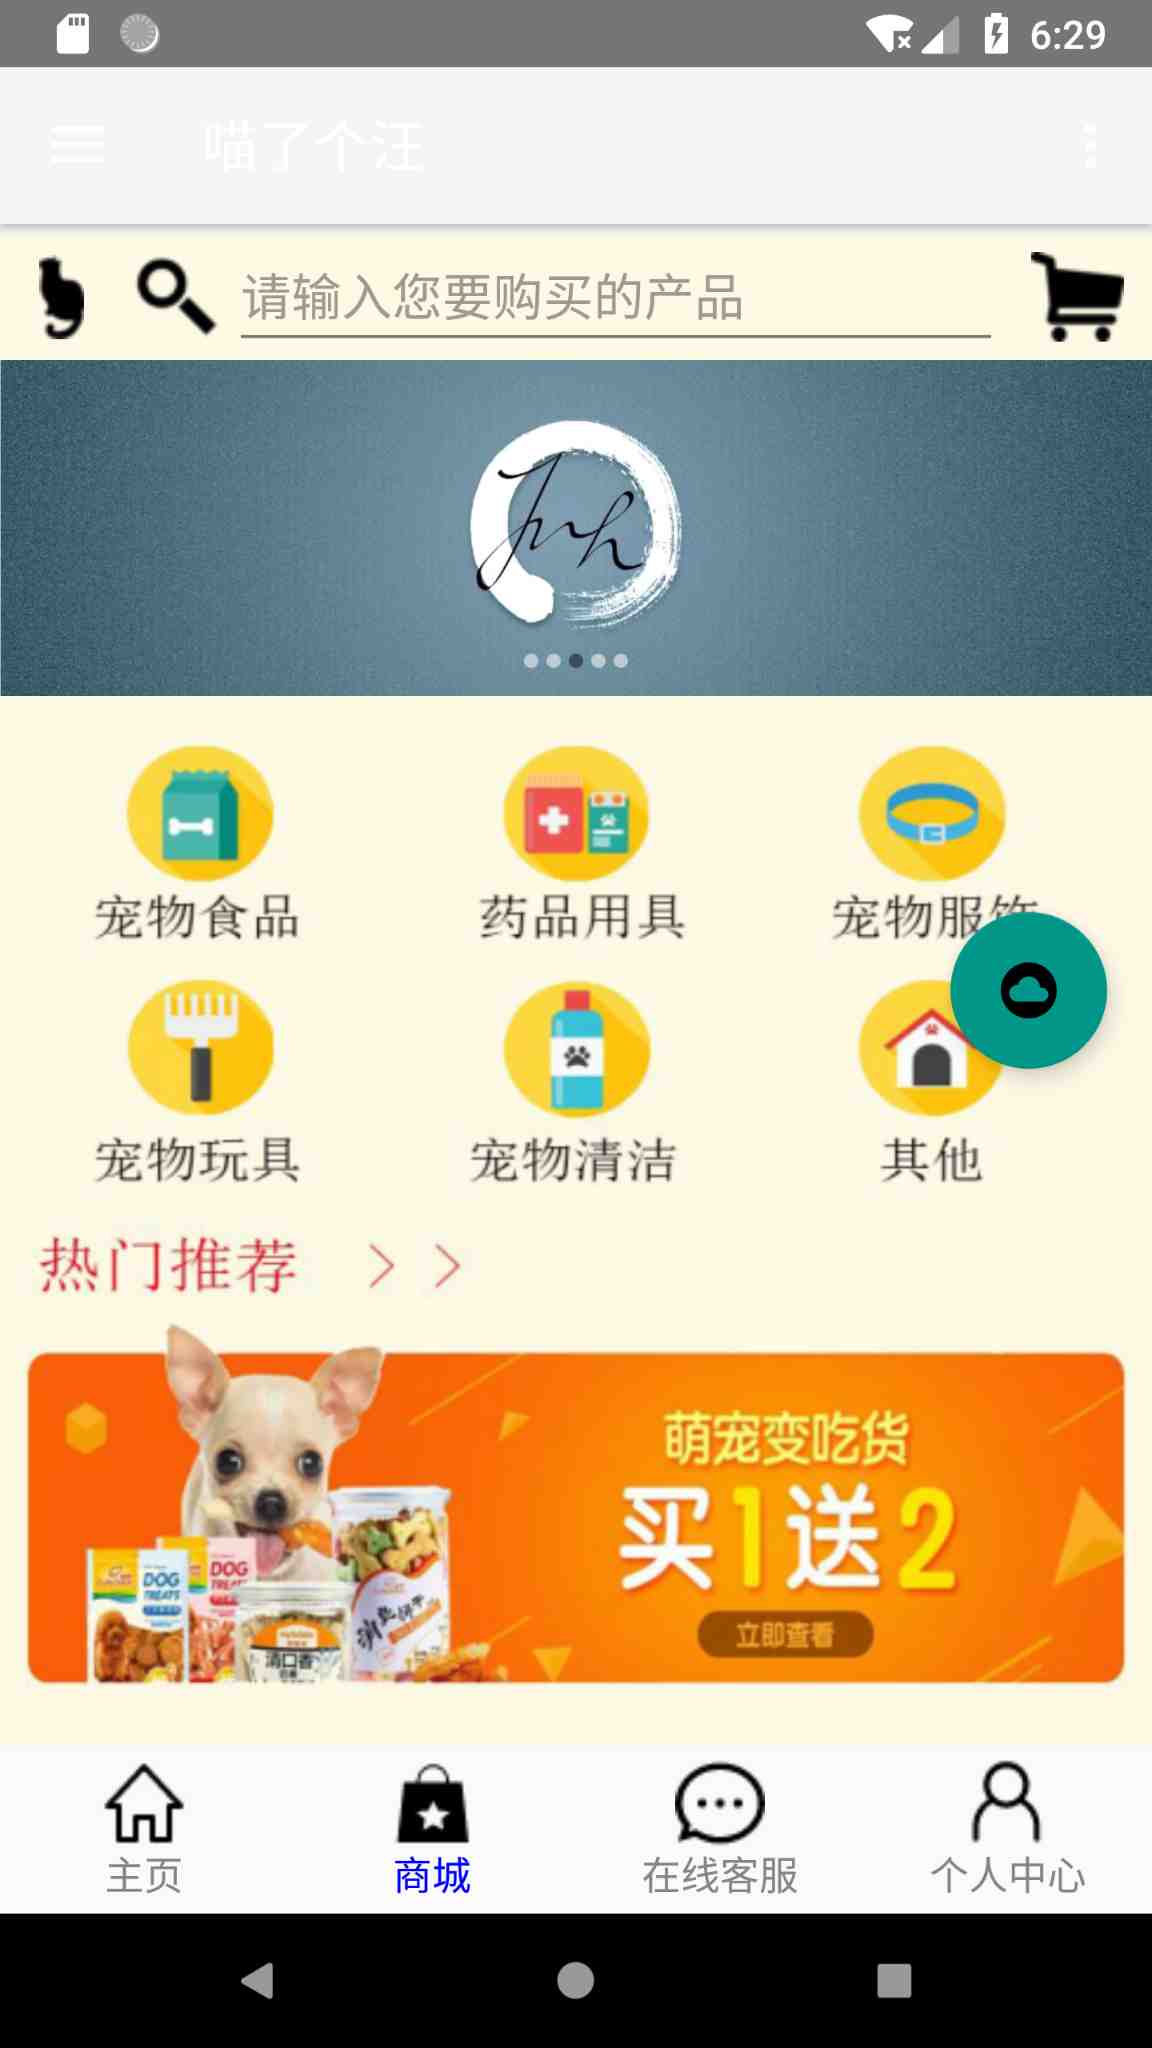 6:29
喵了个汪
请输入您要购买的产品
Jnh
宠物食品
药品用具
宠物服饰
宠物玩具
宠物清洁
其他
热门推荐 > >
萌宠变吃货
买1送2
立即查看
DOG
TREATS
DOG
TREATS
洁口香
主页
商城
在线客服
个人中心